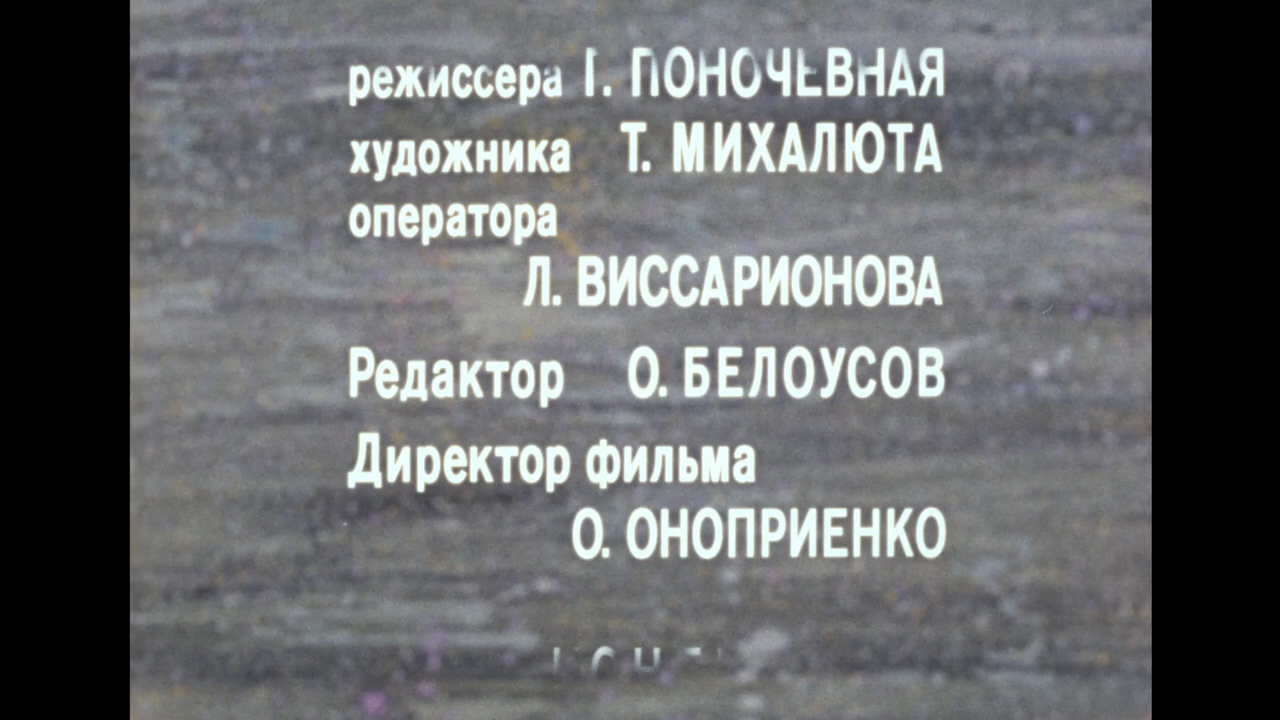 режиссера Г. ПОНОЧЕВНАЯ
художника Т. МИХАЛЮТА
оператора
Л. ВИССАРИОНОВА
Редактор О. БЕЛОУСОВ
Директор фильма
О. ОНОПРИЕНКО